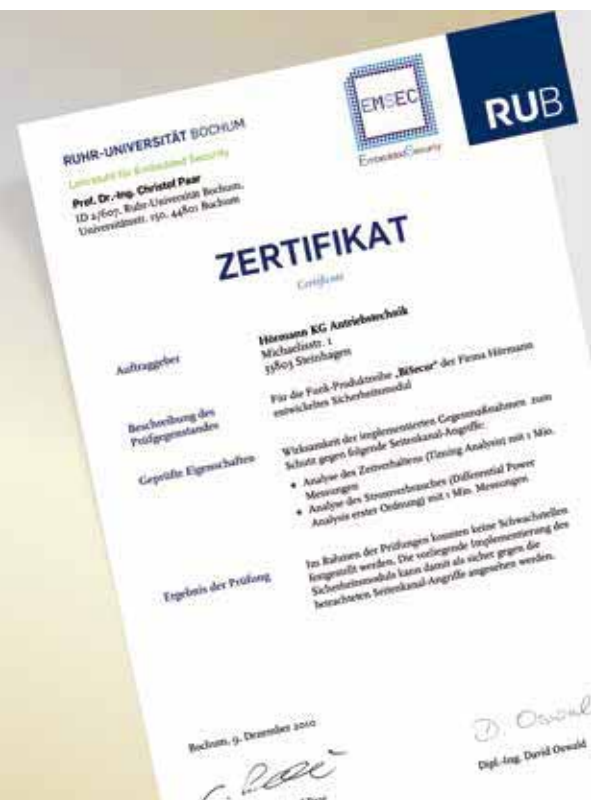 RUHR-UNIVERSITÄT BOCHUM
Lehrstuhl für Embedded Security
Prof. Dr.-Ing. Christof Paar
ID 2/607, Ruhr-Universität Bochum,
Universitätsstr. 150, 44801 Bochum
EMSEC
Embedded Security
RUB
ZERTIFIKAT
Certificate
Auftraggeber
Hörmann KG Antriebstechnik
Michaelisstr. 1
33803 Steinhagen
Beschreibung des
Prüfgegenstandes
Für die Funk-Produktreihe „BiSecur“ der Firma Hörmann
entwickeltes Sicherheitsmodul
Geprüfte Eigenschaften
Wirksamkeit der implementierten Gegenmaßnahmen zum
Schutz gegen folgende Seitenkanal-Angriffe:
• Analyse des Zeitverhaltens (Timing Analysis) mit 1 Mio.
Messungen
• Analyse des Stromverbrauches (Differential Power
Analysis erster Ordnung) mit 1 Mio. Messungen
Ergebnis der Prüfung
Im Rahmen der Prüfungen konnten keine Schwachstellen
festgestellt werden. Die vorliegende Implementierung des
Sicherheitsmoduls kann damit als sicher gegen die
betrachteten Seitenkanal-Angriffe angesehen werden.
Bochum, 9. Dezember 2010
D. Oswald
Dipl.-Ing. David Oswald